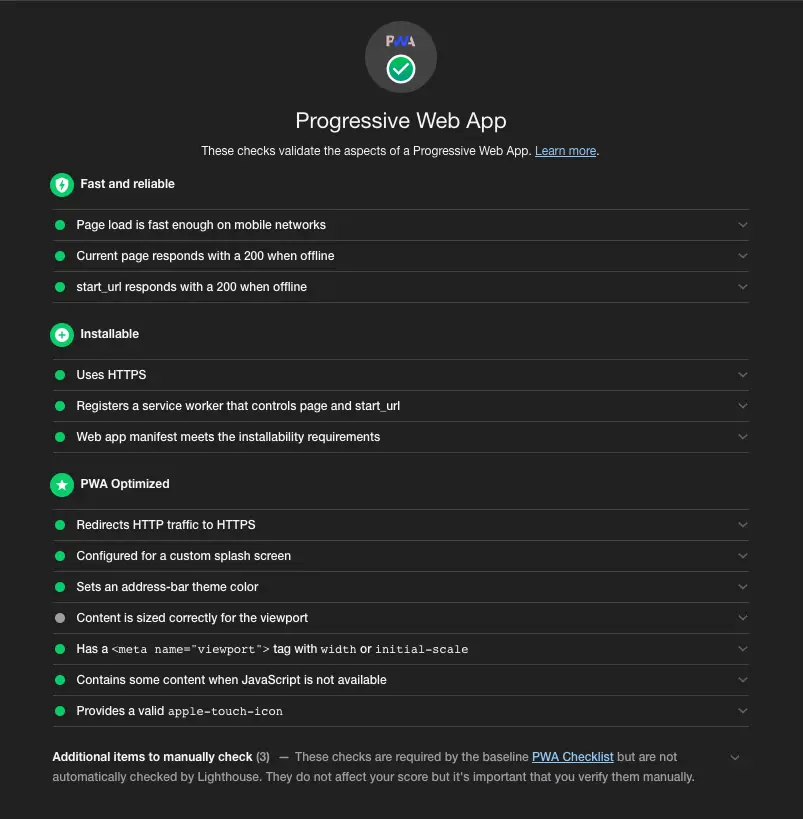 PWA
Progressive Web App
These checks validate the aspects of a Progressive Web App. Learn more.
Fast and reliable
Page load is fast enough on mobile networks
Current page responds with a 200 when offline
start_url responds with a 200 when offline
Installable
Uses HTTPS
Registers a service worker that controls page and start_url
Web app manifest meets the installability requirements
PWA Optimized
Redirects HTTP traffic to HTTPS
Configured for a custom splash screen
Sets an address-bar theme color
Content is sized correctly for the viewport
Has a <meta name="viewport"> tag with width or initial-scale
Contains some content when JavaScript is not available
Provides a valid apple-touch-icon
Additional items to manually check (3) — These checks are required by the baseline PWA Checklist but are not
automatically checked by Lighthouse. They do not affect your score but it's important that you verify them manually.